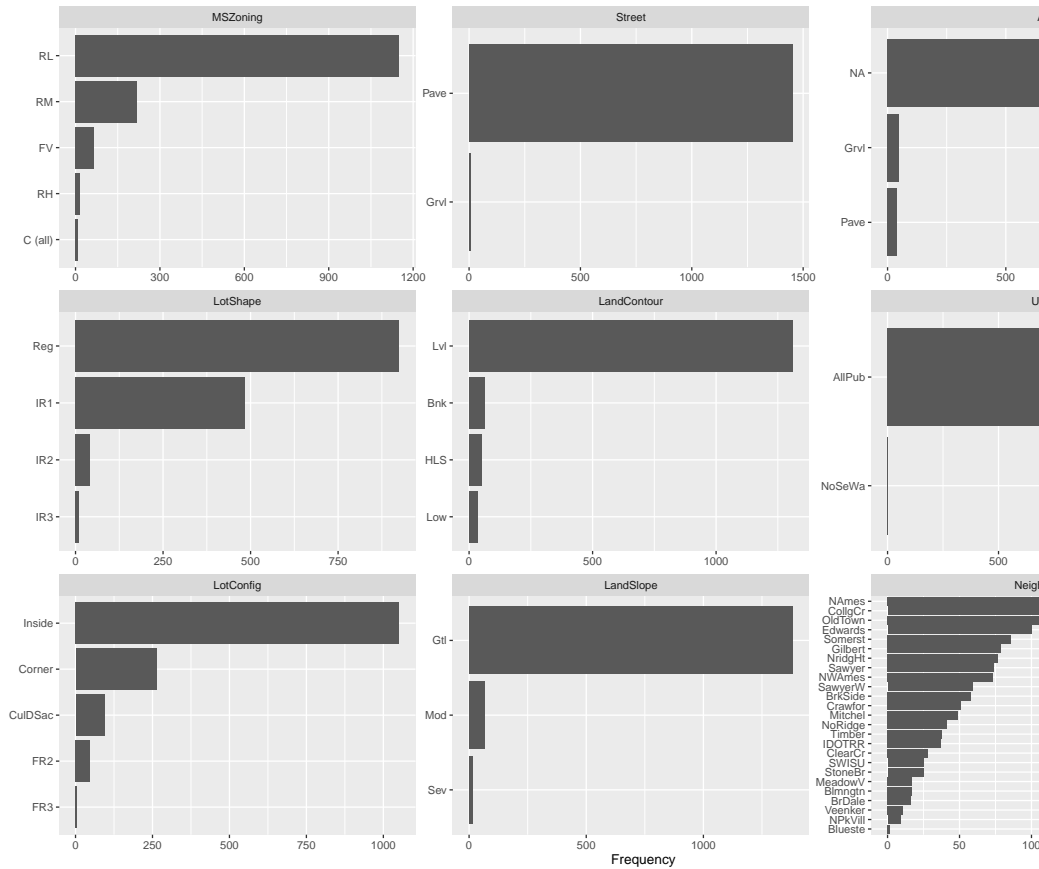 MSZoning
RL
RM
FV
RH
C (all)
0 300 600 900 1200
Street
Pave
Grvl
500 1000 1500
A
NA
Grvl
Pave
0 500
LotShape
Reg
IR1
IR2
IR3
0 250 500 750
LandContour
Lvl
Bnk
HLS
Low
0 500 1000
U
AllPub
NoSeWa
500
LotConfig
Inside
Corner
CulDSac
FR2
FR3
0 250 500 750 1000
LandSlope
Gtl
Mod
Sev
0 500 1000
Neigh
NAmes
CollgCr
OldTown
Edwards
Somerst
Gilbert
NridgHt
Sawyer
NWAmes
SawyerW
BrkSide
Crawfor
Mitchel
NoRidge
Timber
IDOTRR
ClearCr
SWISU
StoneBr
MeadowV
Blmngtn
BrDale
Veenker
NPkVill
Blueste
0 50 100
Frequency